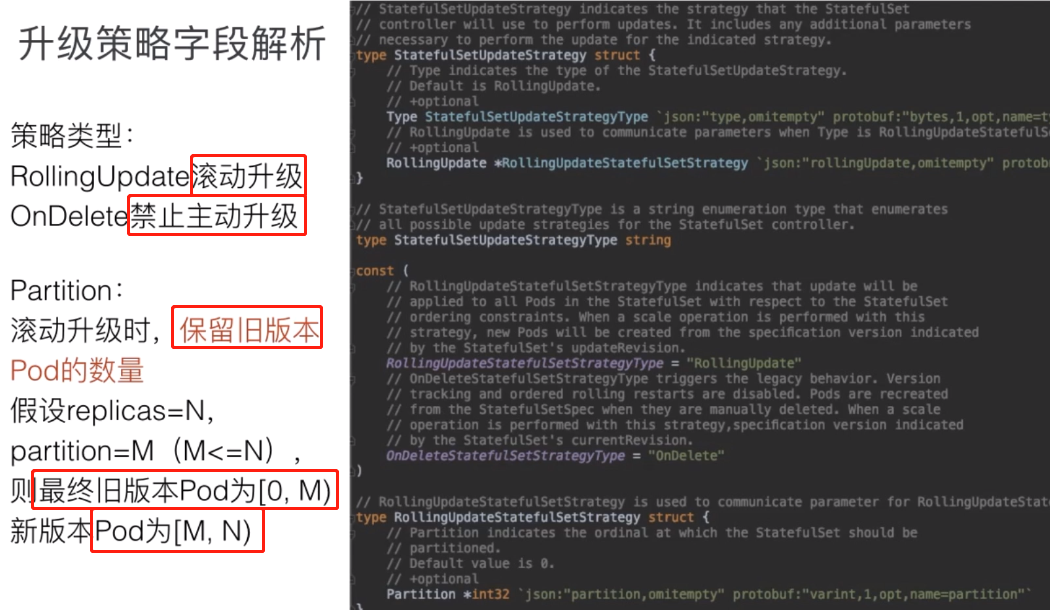 升级策略字段解析
策略类型：
RollingUpdate滚动升级
OnDelete禁止主动升级
Partition：
滚动升级时，保留旧版本
Pod的数量
假设replicas=N,
partition=M（M<=N）,
则最终旧版本Pod为[0, M)
新版本Pod为[M, N)
// StatefulSetUpdateStrategy indicates the strategy that the StatefulSet
// controller will use to perform updates. It includes any additional parameters
// necessary to perform the update for the indicated strategy.
type StatefulSetUpdateStrategy struct {
// Type indicates the type of the StatefulSetUpdateStrategy.
// Default is RollingUpdate.
// +optional
Type StatefulSetUpdateStrategyType `json:"type,omitempty" protobuf:"bytes,1,opt,name=t
// RollingUpdate is used to communicate parameters when Type is RollingUpdateStatefulS
// +optional
RollingUpdate *RollingUpdateStatefulSetStrategy `json:"rollingUpdate,omitempty" protob
}
// StatefulSetUpdateStrategyType is a string enumeration type that enumerates
// all possible update strategies for the StatefulSet controller.
type StatefulSetUpdateStrategyType string
const (
// RollingUpdateStatefulSetStrategyType indicates that update will be
// applied to all Pods in the StatefulSet with respect to the StatefulSet
// ordering constraints. When a scale operation is performed with this
// strategy, new Pods will be created from the specification version indicated
// by the StatefulSet's updateRevision.
RollingUpdateStatefulSetStrategyType = "RollingUpdate"
// OnDeleteStatefulSetStrategyType triggers the legacy behavior. Version
// tracking and ordered rolling restarts are disabled. Pods are recreated
// from the StatefulSetSpec when they are manually deleted. When a scale
// operation is performed with this strategy,specification version indicated
// by the StatefulSet's currentRevision.
OnDeleteStatefulSetStrategyType = "OnDelete"
)
// RollingUpdateStatefulSetStrategy is used to communicate parameter for RollingUpdateStat
type RollingUpdateStatefulSetStrategy struct {
// Partition indicates the ordinal at which the StatefulSet should be
// partitioned.
// Default value is 0.
// +optional
Partition *int32 `json:"partition,omitempty" protobuf:"varint,1,opt,name=partition"`
}